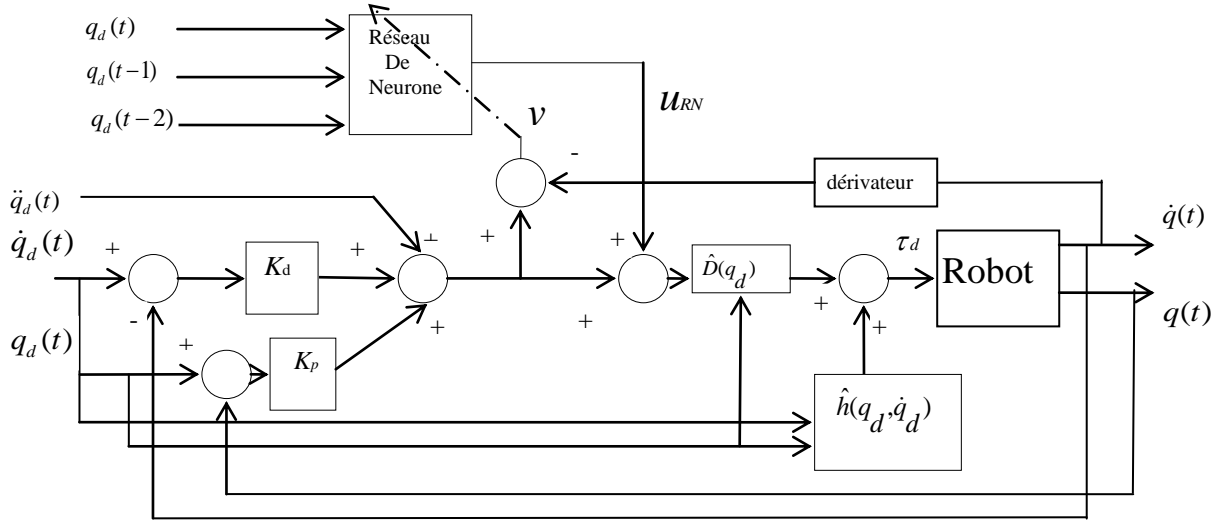 q_d(t)
q_d(t−1)
q_d(t−2)
Réseau
De
Neurone
v
u_RN
-
dérivateur
q̈_d(t)
q̇_d(t)
+
K_d
+
+
+
+
D̂(q_d)
+
τ_d
Robot
q̇(t)
q(t)
-
q_d(t)
+
K_p
+
+
+
ĥ(q_d,q̇_d)